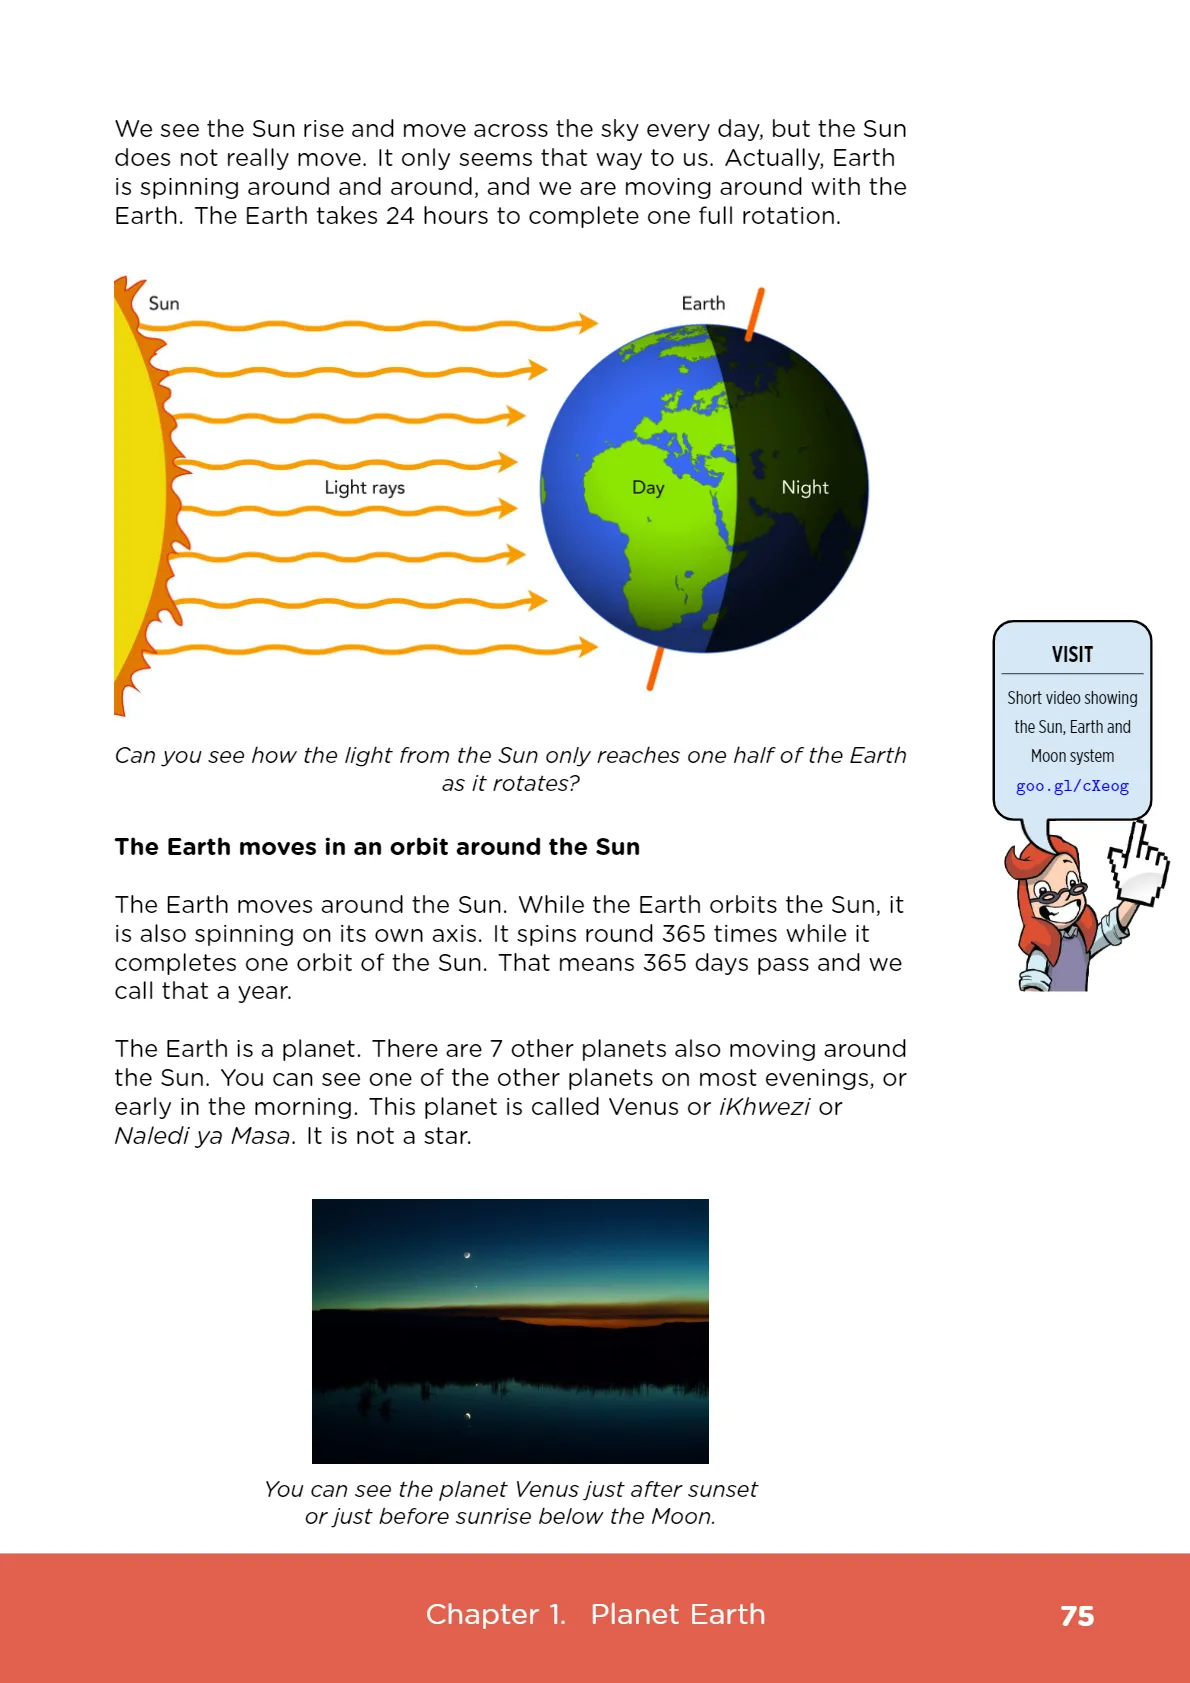 We see the Sun rise and move across the sky every day, but the Sun
does not really move. It only seems that way to us. Actually, Earth
is spinning around and around, and we are moving around with the
Earth. The Earth takes 24 hours to complete one full rotation.
Sun
Earth
Light rays
Day
Night
Can you see how the light from the Sun only reaches one half of the Earth
as it rotates?
VISIT
Short video showing
the Sun, Earth and
Moon system
goo.gl/cXeog
The Earth moves in an orbit around the Sun
The Earth moves around the Sun. While the Earth orbits the Sun, it
is also spinning on its own axis. It spins round 365 times while it
completes one orbit of the Sun. That means 365 days pass and we
call that a year.
The Earth is a planet. There are 7 other planets also moving around
the Sun. You can see one of the other planets on most evenings, or
early in the morning. This planet is called Venus or iKhwezi or
Naledi ya Masa. It is not a star.
You can see the planet Venus just after sunset
or just before sunrise below the Moon.
Chapter 1. Planet Earth
75